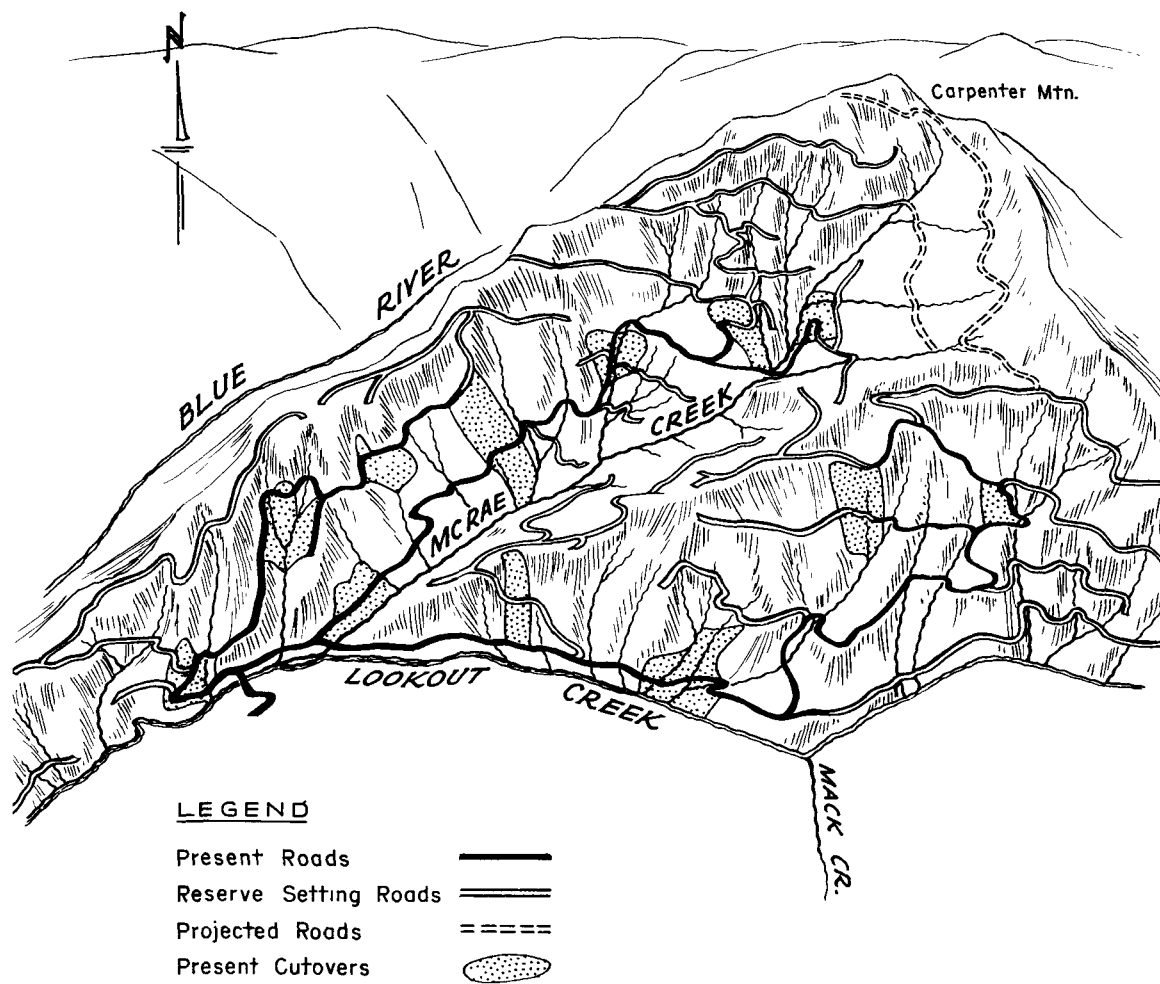 N
Carpenter Mtn.
BLUE RIVER
MCRAE CREEK
LOOKOUT CREEK
MACK CR.
LEGEND
Present Roads
Reserve Setting Roads
Projected Roads
Present Cutovers